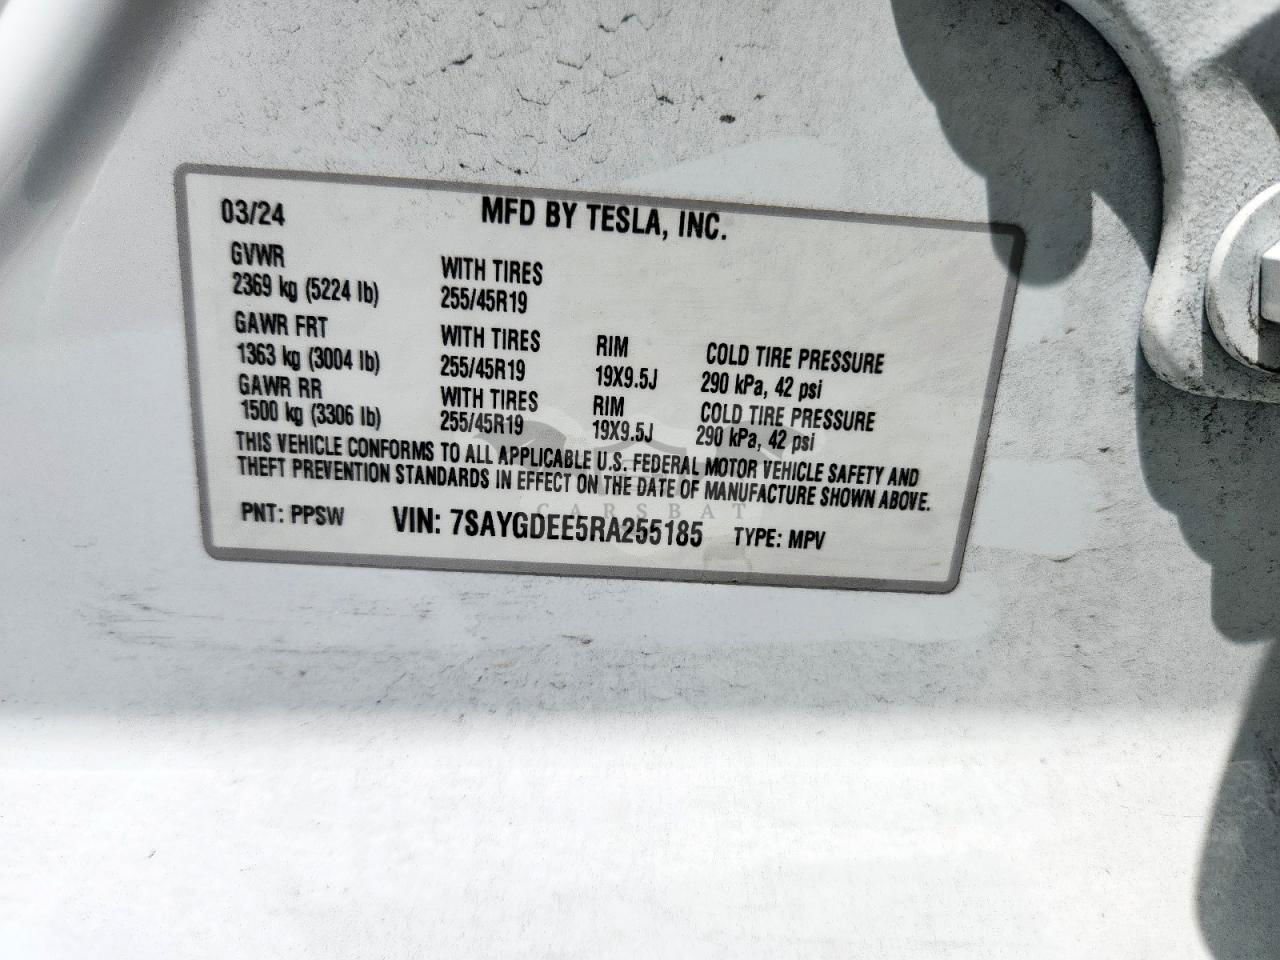 03/24 MFD BY TESLA, INC.
GVWR
2369 kg (5224 lb) WITH TIRES 255/45R19
GAWR FRT
1363 kg (3004 lb) WITH TIRES 255/45R19 RIM 19X9.5J COLD TIRE PRESSURE 290 kPa, 42 psi
GAWR RR
1500 kg (3306 lb) WITH TIRES 255/45R19 RIM 19X9.5J COLD TIRE PRESSURE 290 kPa, 42 psi
THIS VEHICLE CONFORMS TO ALL APPLICABLE U.S. FEDERAL MOTOR VEHICLE SAFETY AND
THEFT PREVENTION STANDARDS IN EFFECT ON THE DATE OF MANUFACTURE SHOWN ABOVE.
CARSBAT
PNT: PPSW VIN: 7SAYGDEE5RA255185 TYPE: MPV